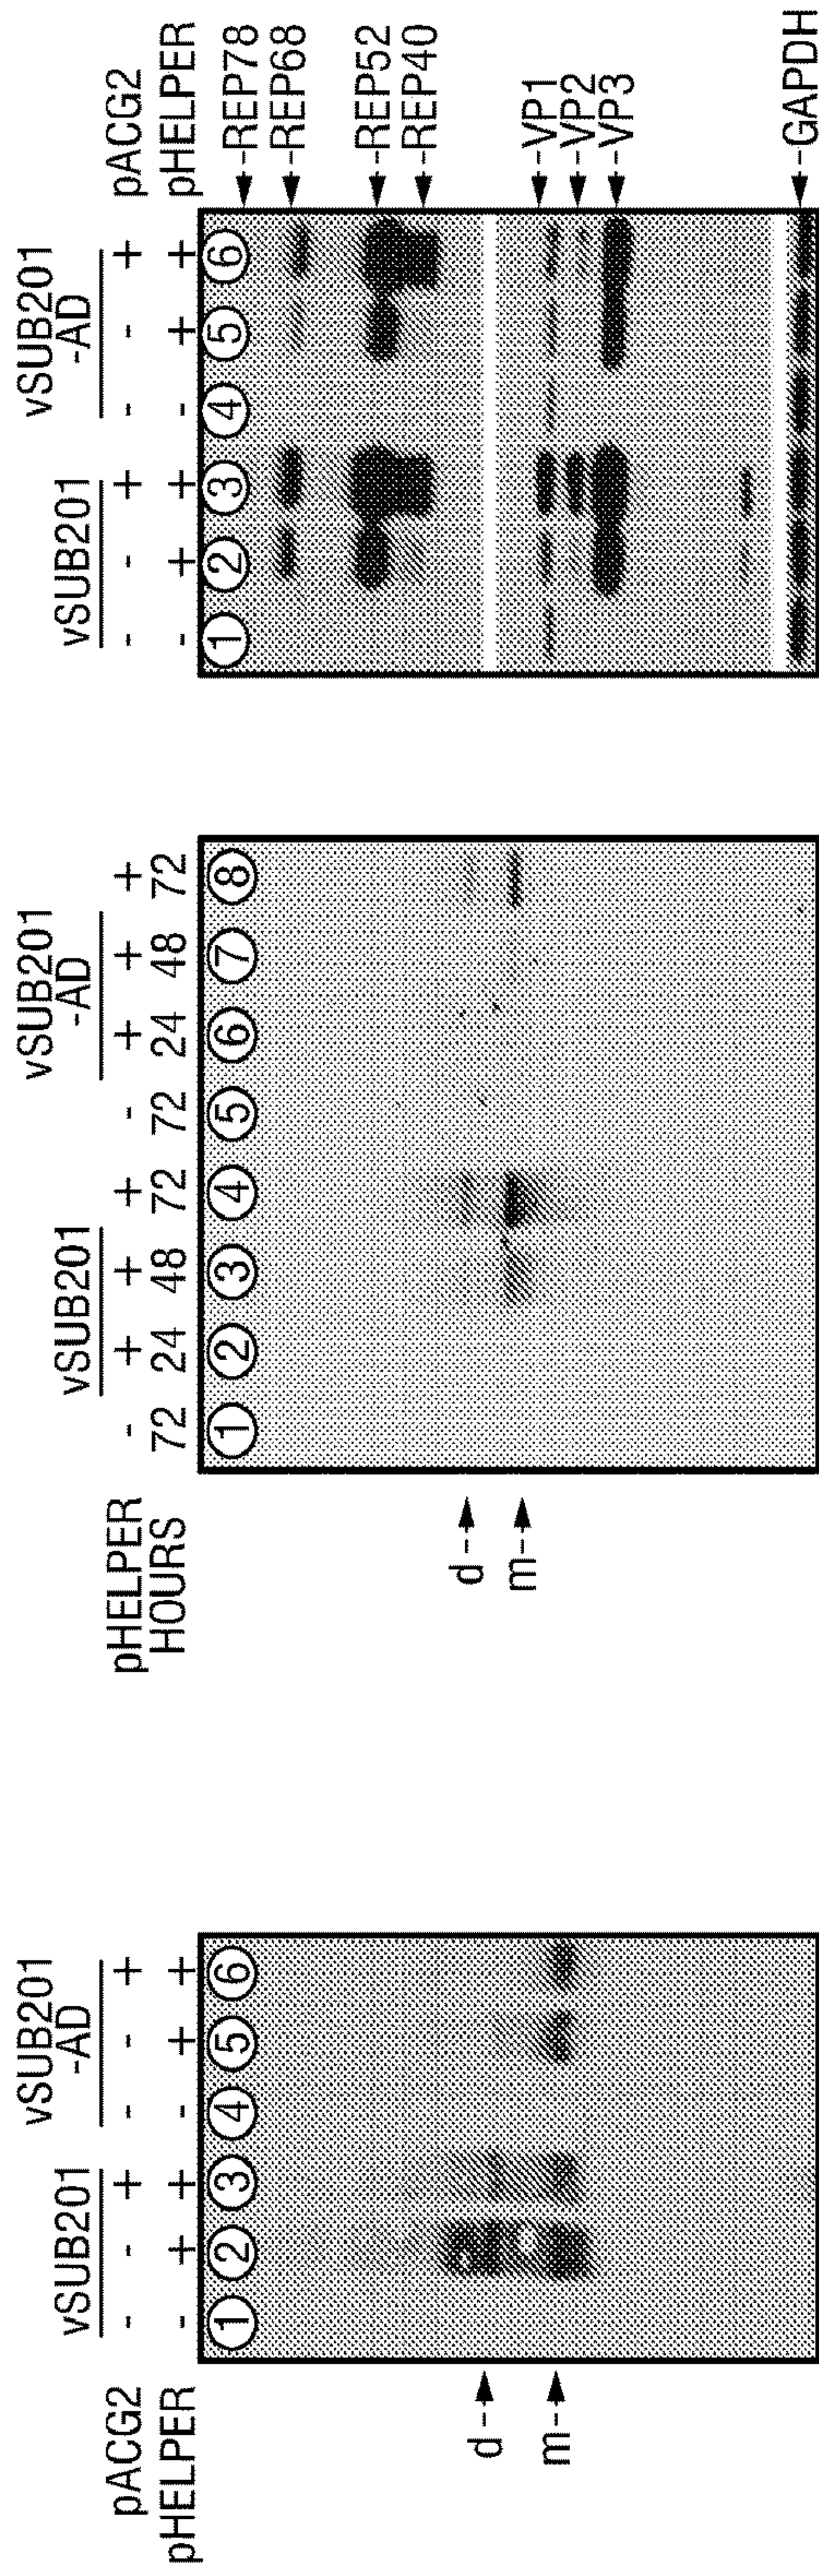 vSUB201 vSUB201
-AD
pACG2 - - + - - +
pHELPER - + + - + +
1 2 3 4 5 6
d
m
vSUB201 vSUB201
-AD
pHELPER - + + + - + + +
HOURS 72 24 48 72 72 24 48 72
1 2 3 4 5 6 7 8
d
m
vSUB201 vSUB201
-AD
- - + - - + pACG2
- + + - + + pHELPER
1 2 3 4 5 6
-REP78
-REP68
-REP52
-REP40
-VP1
-VP2
-VP3
-GAPDH